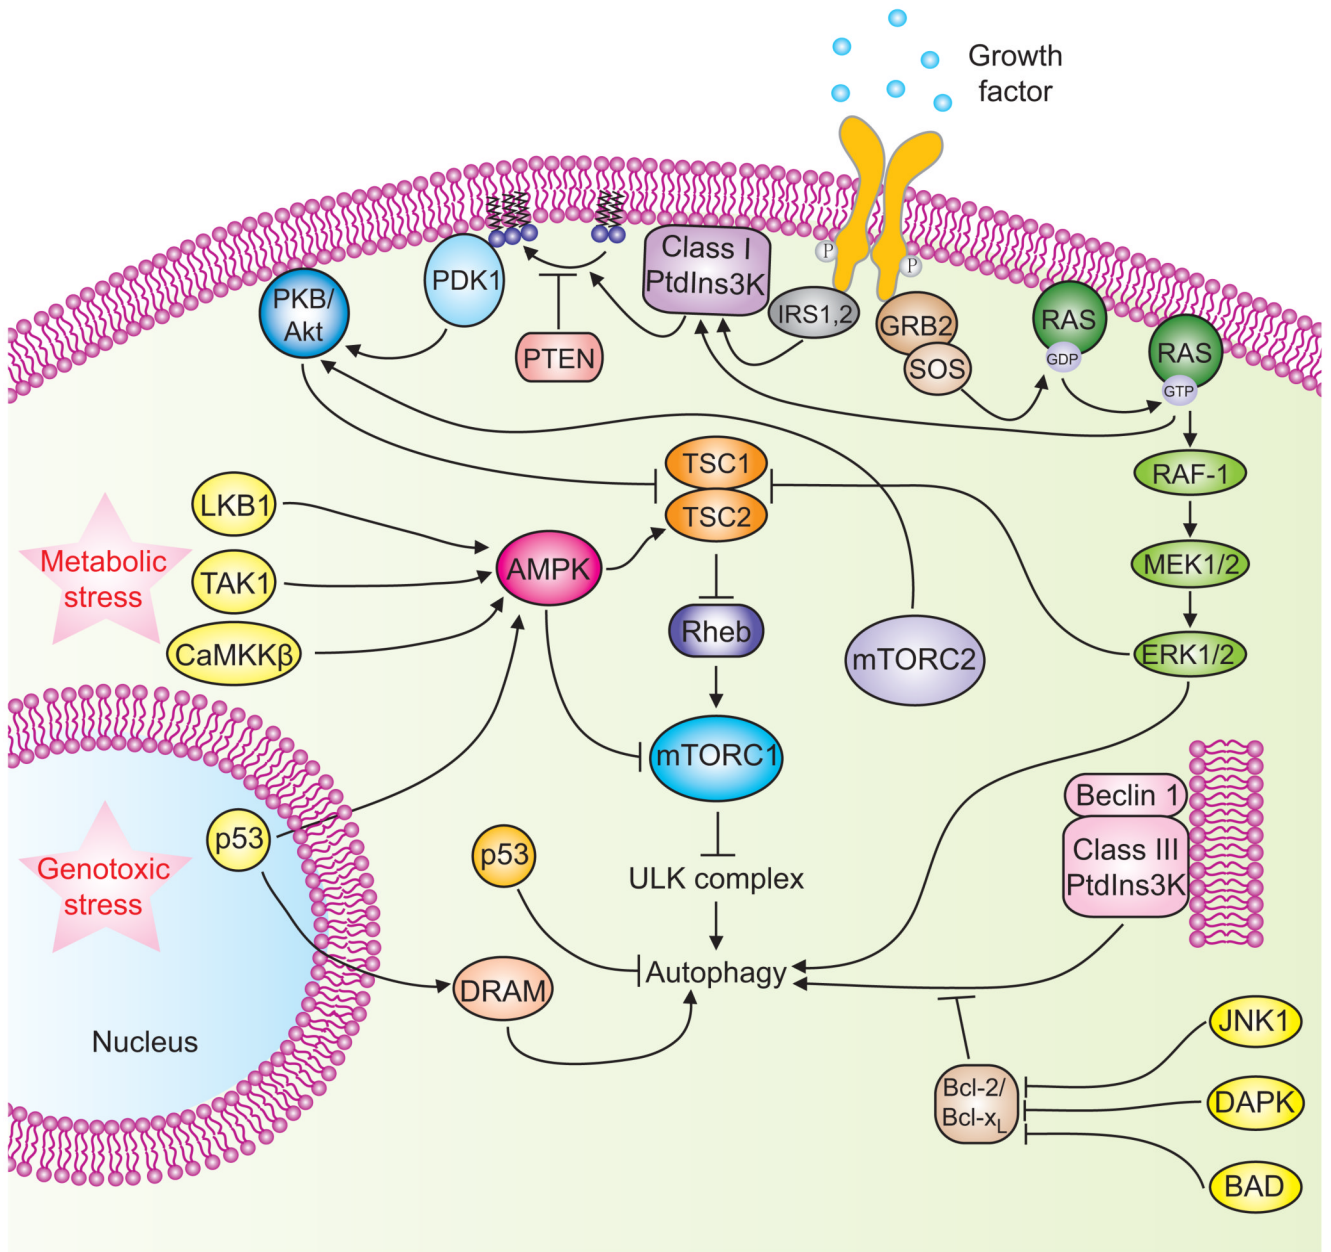 Growth
factor
Class I
PtdIns3K
P
P
PDK1
PKB/
Akt
PTEN
IRS1,2
GRB2
SOS
RAS
GDP
RAS
GTP
TSC1
TSC2
RAF-1
LKB1
Metabolic
stress
TAK1
AMPK
MEK1/2
CaMKKβ
Rheb
mTORC2
ERK1/2
mTORC1
Beclin 1
Class III
PtdIns3K
p53
Genotoxic
stress
p53
ULK complex
Autophagy
DRAM
Nucleus
JNK1
Bcl-2/
Bcl-xL
DAPK
BAD